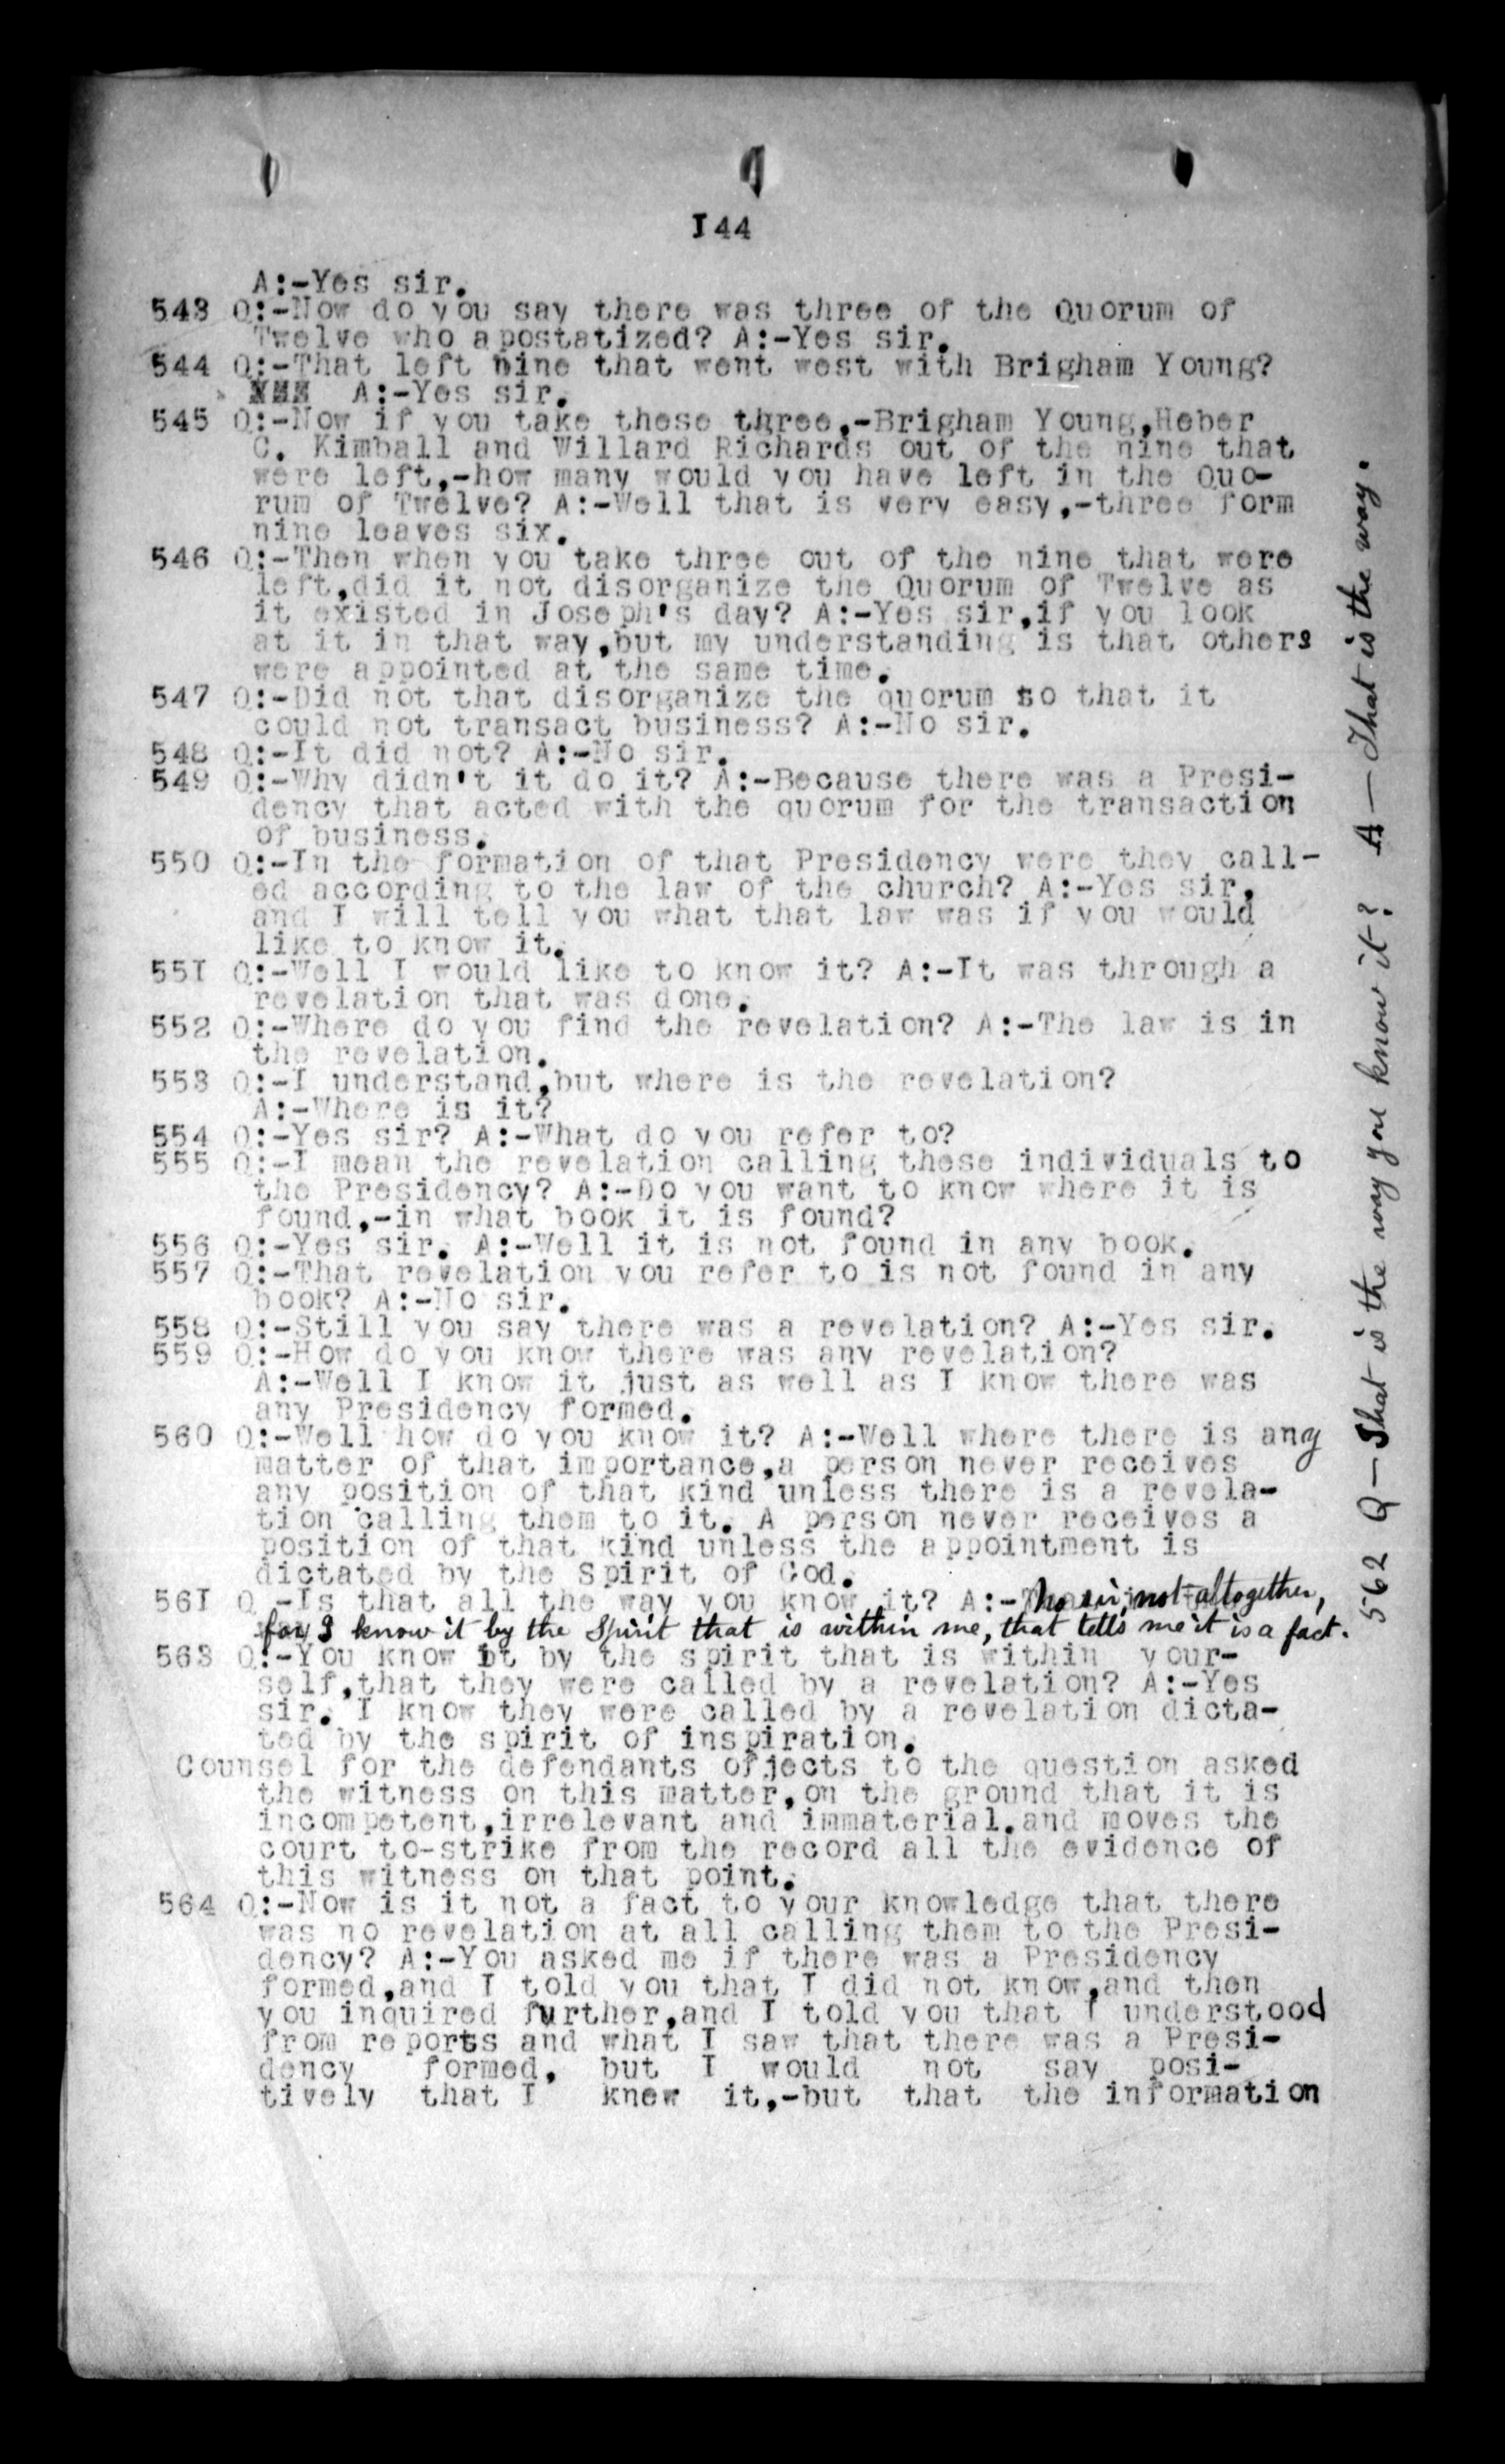 I44
A:-Yes sir.
543 Q:-Now do you say there was three of the Quorum of
Twelve who apostatized? A:-Yes sir.
544 Q:-That left nine that went west with Brigham Young?
A:-Yes sir.
545 Q:-Now if you take these three,-Brigham Young,Heber
C. Kimball and Willard Richards out of the nine that
were left,-how many would you have left in the Quo-
rum of Twelve? A:-Well that is very easy,-three form
nine leaves six.
546 Q:-Then when you take three out of the nine that were
left,did it not disorganize the Quorum of Twelve as
it existed in Joseph's day? A:-Yes sir,if you look
at it in that way,but my understanding is that others
were appointed at the same time.
547 Q:-Did not that disorganize the quorum so that it
could not transact business? A:-No sir.
548 Q:-It did not? A:-No sir.
549 Q:-Why didn't it do it? A:-Because there was a Presi-
dency that acted with the quorum for the transaction
of business.
550 Q:-In the formation of that Presidency were they call-
ed according to the law of the church? A:-Yes sir,
and I will tell you what that law was if you would
like to know it.
55I Q:-Well I would like to know it? A:-It was through a
revelation that was done.
552 Q:-Where do you find the revelation? A:-The law is in
the revelation.
553 Q:-I understand,but where is the revelation?
A:-Where is it?
554 Q:-Yes sir? A:-What do you refer to?
555 Q:-I mean the revelation calling these individuals to
the Presidency? A:-Do you want to know where it is
found,-in what book it is found?
556 Q:-Yes sir. A:-Well it is not found in any book.
557 Q:-That revelation you refer to is not found in any
book? A:-No sir.
558 Q:-Still you say there was a revelation? A:-Yes sir.
559 Q:-How do you know there was any revelation?
A:-Well I know it just as well as I know there was
any Presidency formed.
560 Q:-Well how do you know it? A:-Well where there is any
matter of that importance,a person never receives
any position of that kind unless there is a revela-
tion calling them to it. A person never receives a
position of that kind unless the appointment is
dictated by the Spirit of God.
56I Q -Is that all the way you know it? A:-No sir, not altogether,
for I know it by the Spirit that is within me, that tells me it is a fact.
562 Q - That is the way you know it? A - That is the way.
563 Q:-You know it by the spirit that is within your-
self,that they were called by a revelation? A:-Yes
sir. I know they were called by a revelation dicta-
ted by the spirit of inspiration.
Counsel for the defendants ofjects to the question asked
the witness on this matter,on the ground that it is
incompetent,irrelevant and immaterial.and moves the
court to-strike from the record all the evidence of
this witness on that point.
564 Q:-Now is it not a fact to your knowledge that there
was no revelation at all calling them to the Presi-
dency? A:-You asked me if there was a Presidency
formed,and I told you that I did not know,and then
you inquired further,and I told you that I understood
from reports and what I saw that there was a Presi-
dency formed, but I would not say posi-
tively that I knew it,-but that the information